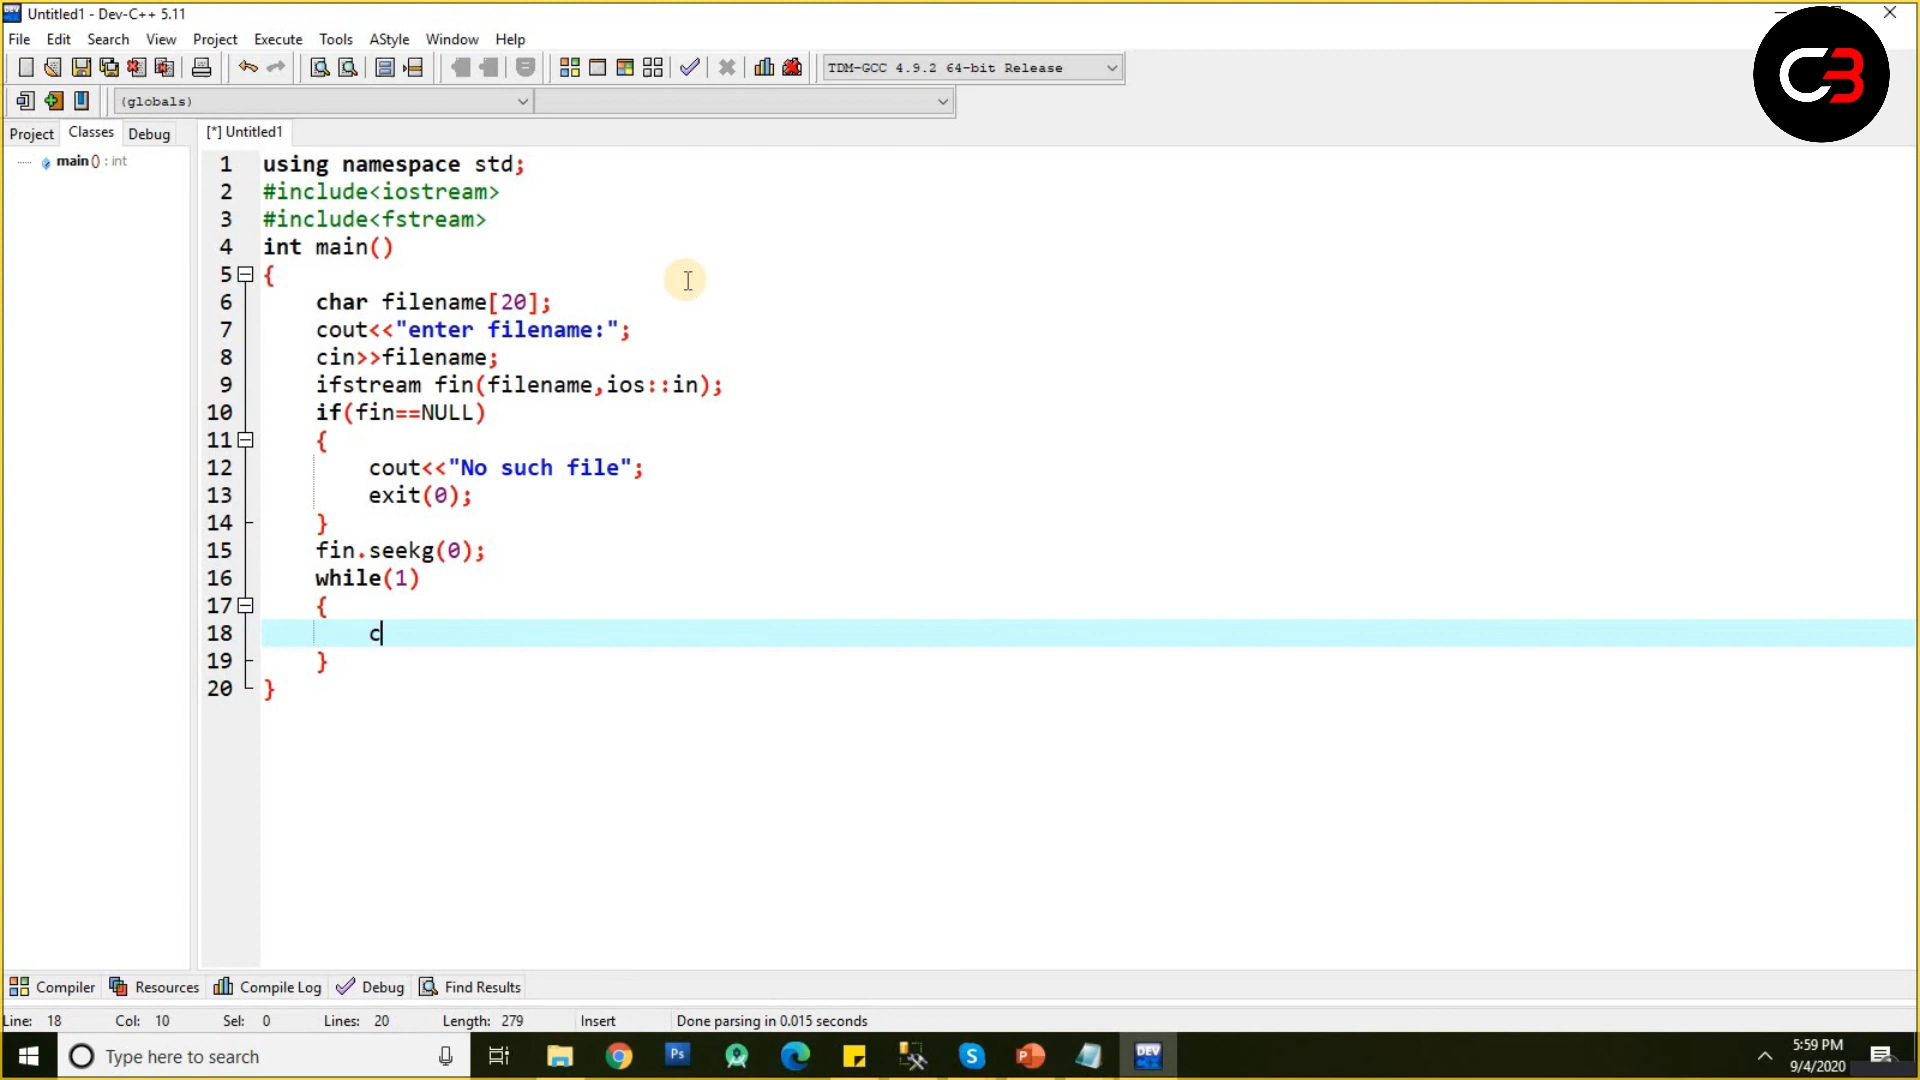 Untitled1 - Dev-C++ 5.11
File Edit Search View Project Execute Tools AStyle Window Help
TDM-GCC 4.9.2 64-bit Release
(globals)
Project Classes Debug [*] Untitled1
main () : int
1 using namespace std;
2 #include<iostream>
3 #include<fstream>
4 int main()
5 {
6 char filename[20];
7 cout<<"enter filename:";
8 cin>>filename;
9 ifstream fin(filename,ios::in);
10 if(fin==NULL)
11 {
12 cout<<"No such file";
13 exit(0);
14 }
15 fin.seekg(0);
16 while(1)
17 {
18 c
19 }
20 }
Compiler Resources Compile Log Debug Find Results
Line: 18 Col: 10 Sel: 0 Lines: 20 Length: 279 Insert Done parsing in 0.015 seconds
Type here to search
Ps
S
P
DEV
5:59 PM
9/4/2020
C3